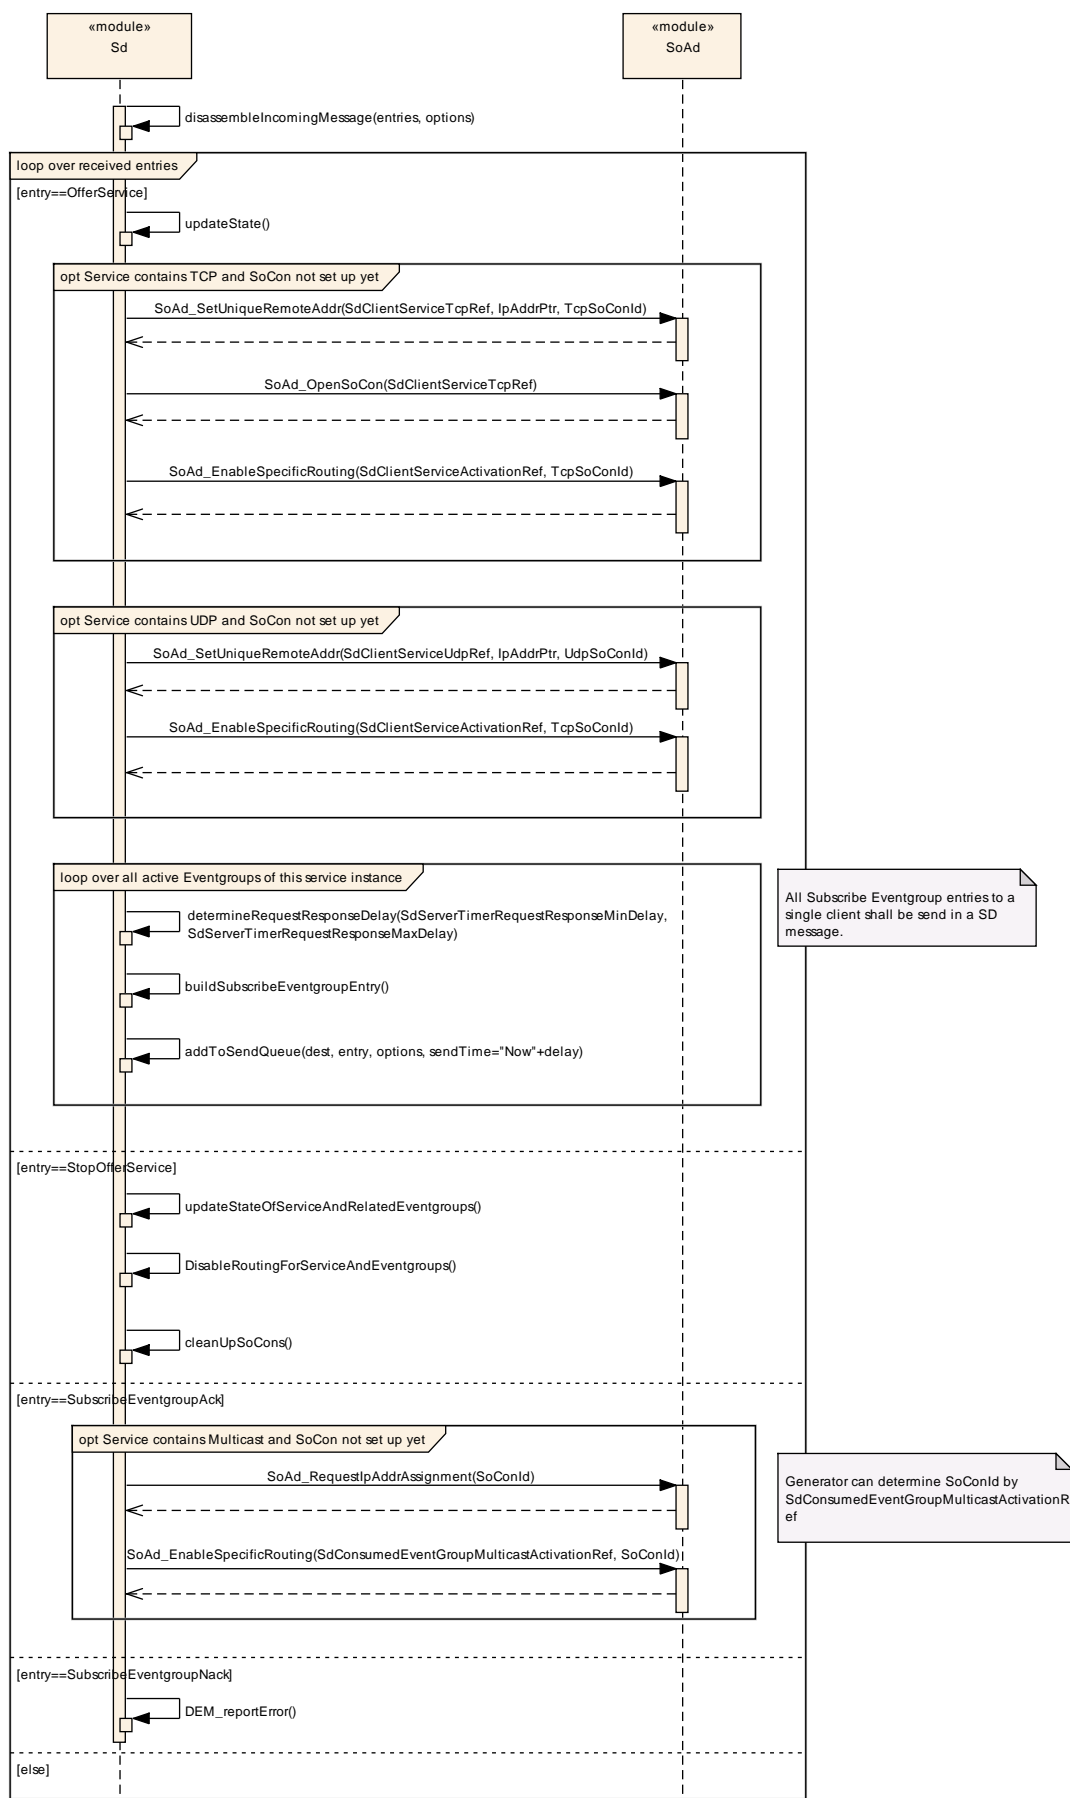 «module»
Sd
«module»
SoAd
disassembleIncomingMessage(entries, options)
loop over received entries
[entry==OfferService]
updateState()
opt Service contains TCP and SoCon not set up yet
SoAd_SetUniqueRemoteAddr(SdClientServiceTcpRef, IpAddrPtr, TcpSoConId)
SoAd_OpenSoCon(SdClientServiceTcpRef)
SoAd_EnableSpecificRouting(SdClientServiceActivationRef, TcpSoConId)
opt Service contains UDP and SoCon not set up yet
SoAd_SetUniqueRemoteAddr(SdClientServiceUdpRef, IpAddrPtr, UdpSoConId)
SoAd_EnableSpecificRouting(SdClientServiceActivationRef, TcpSoConId)
loop over all active Eventgroups of this service instance
All Subscribe Eventgroup entries to a
single client shall be send in a SD
message.
determineRequestResponseDelay(SdServerTimerRequestResponseMinDelay,
SdServerTimerRequestResponseMaxDelay)
buildSubscribeEventgroupEntry()
addToSendQueue(dest, entry, options, sendTime="Now"+delay)
[entry==StopOfferService]
updateStateOfServiceAndRelatedEventgroups()
DisableRoutingForServiceAndEventgroups()
cleanUpSoCons()
[entry==SubscribeEventgroupAck]
opt Service contains Multicast and SoCon not set up yet
SoAd_RequestIpAddrAssignment(SoConId)
Generator can determine SoConId by
SdConsumedEventGroupMulticastActivationR
ef
SoAd_EnableSpecificRouting(SdConsumedEventGroupMulticastActivationRef, SoConId)
[entry==SubscribeEventgroupNack]
DEM_reportError()
[else]